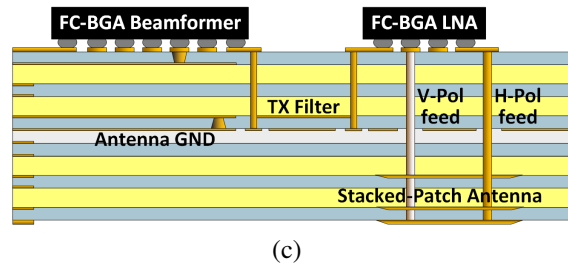 FC-BGA Beamformer
FC-BGA LNA
TX Filter
V-Pol
feed
H-Pol
feed
Antenna GND
Stacked-Patch Antenna
(c)